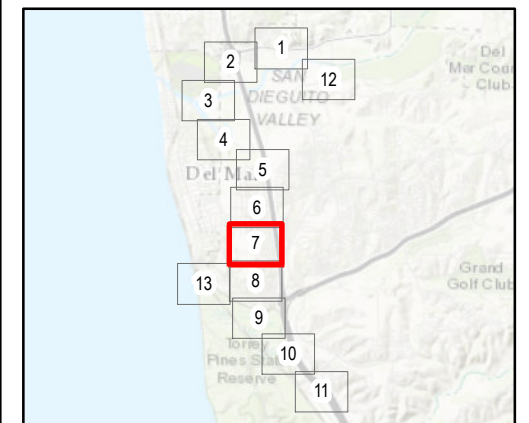 1
2
12
Del
Mar Coun
Club
SAN
DIEGUITO
VALLEY
3
4
5
Del Ma
6
7
8
13
Grand
Golf Club
9
Torrey
Pines State
Reserve
10
11